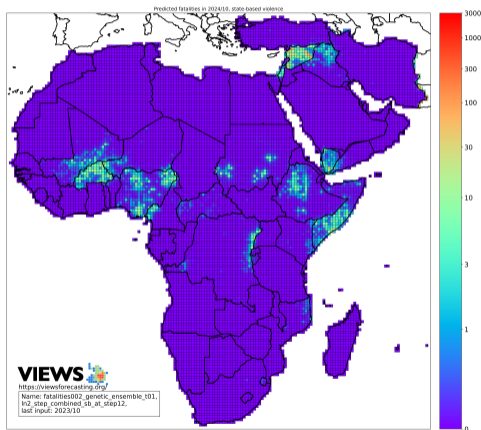 Predicted fatalities in 2024/10, state-based violence
3000
1000
300
100
30
10
3
1
0
VIEWS
https://viewsforecasting.org/
Name: fatalities002_genetic_ensemble_t01,
ln2_step_combined_sb_at_step12,
last input: 2023/10